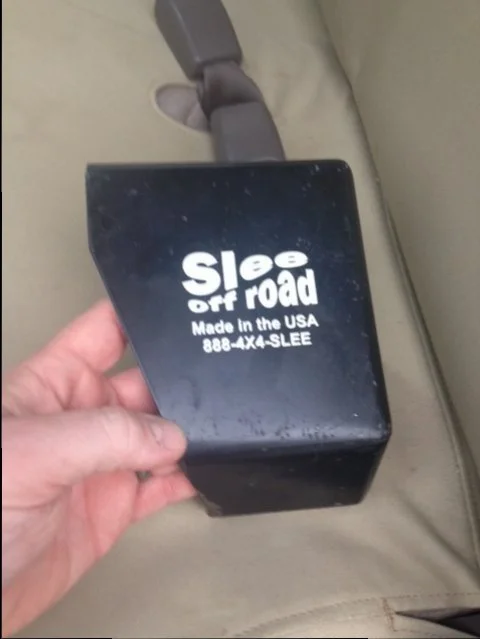 Slee
off road
Made in the USA
888-4X4-SLEE